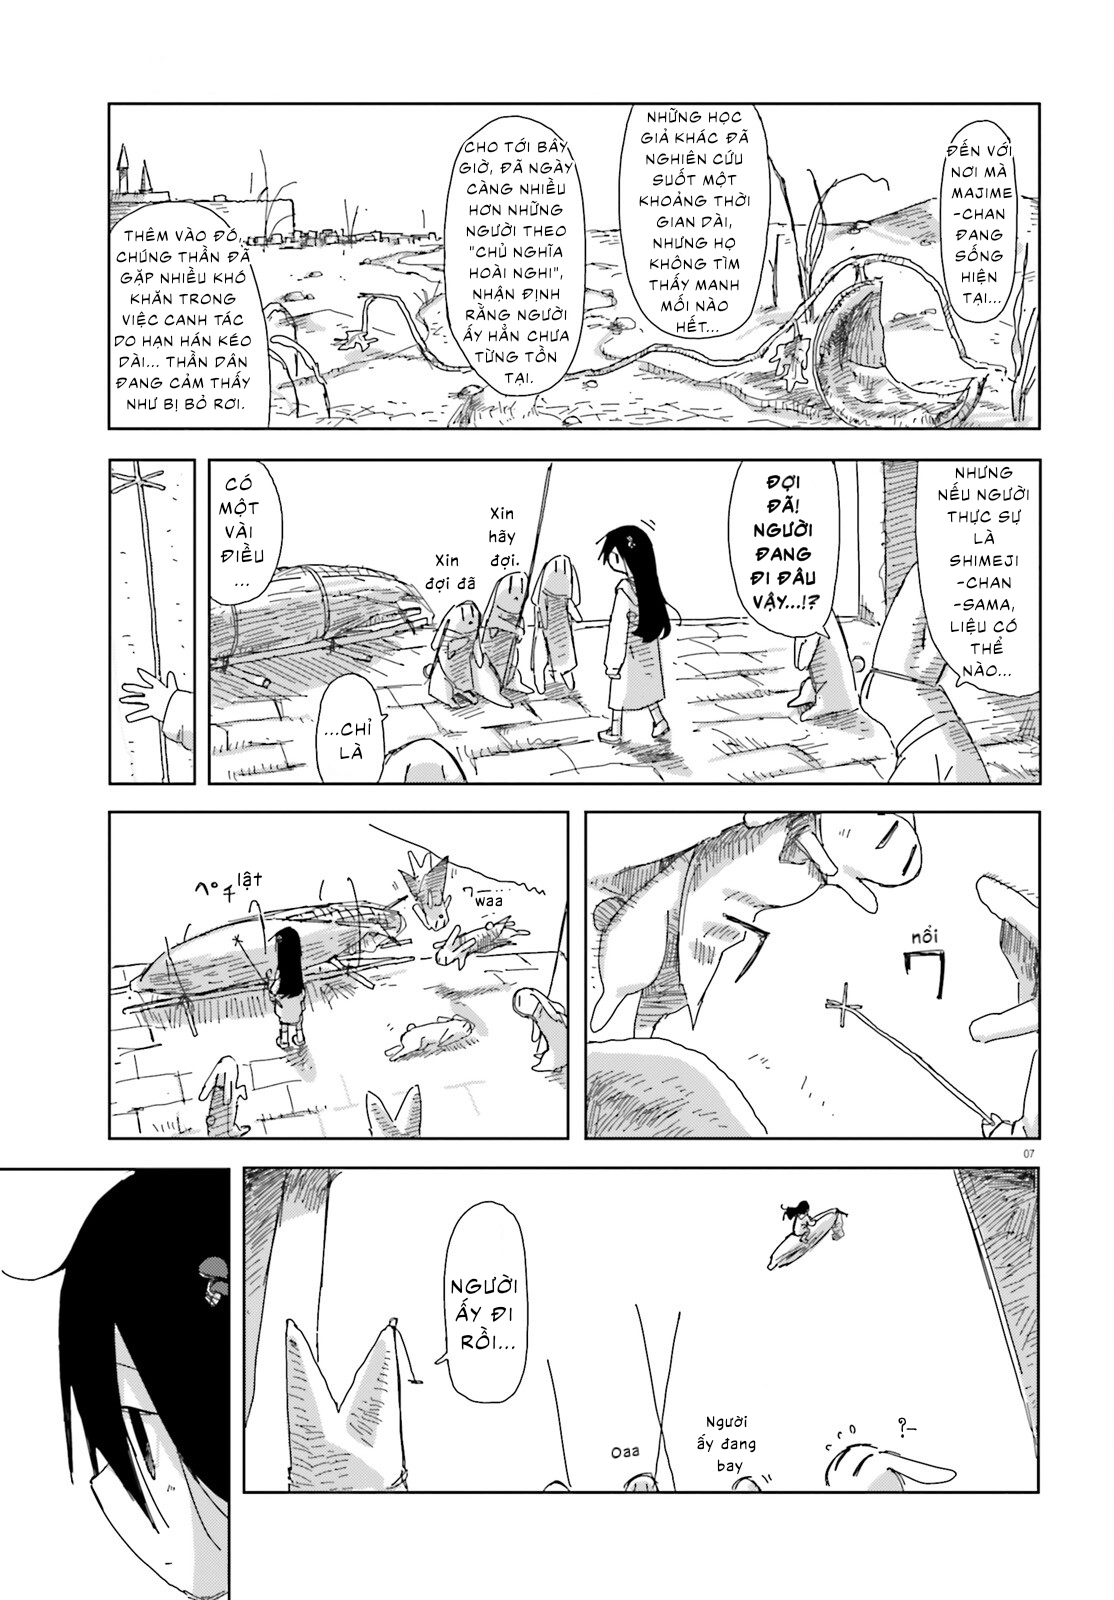 ĐẾN VỚI
NƠI MÀ
MAJIME
-CHAN
ĐANG
SỐNG
HIỆN
TẠI...
NHỮNG HỌC
GIẢ KHÁC ĐÃ
NGHIÊN CỨU
SUỐT MỘT
KHOẢNG THỜI
GIAN DÀI,
NHƯNG HỌ
KHÔNG TÌM
THẤY MANH
MỐI NÀO
HẾT...
CHO TỚI BÂY
GIỜ, ĐÃ NGÀY
CÀNG NHIỀU
HƠN NHỮNG
NGƯỜI THEO
"CHỦ NGHĨA
HOÀI NGHI",
NHẬN ĐỊNH
RẰNG NGƯỜI
ẤY HẲN CHƯA
TỪNG TỒN
TẠI.
THÊM VÀO ĐÓ,
CHÚNG THẦN ĐÃ
GẶP NHIỀU KHÓ
KHĂN TRONG
VIỆC CANH TÁC
DO HẠN HÁN KÉO
DÀI... THẦN DÂN
ĐANG CẢM THẤY
NHƯ BỊ BỎ RƠI.
NHƯNG
NẾU NGƯỜI
THỰC SỰ
LÀ
SHIMEJI
-CHAN
-SAMA,
LIỆU CÓ
THỂ
NÀO...
ĐỢI
ĐÃ!
NGƯỜI
ĐANG
ĐI ĐÂU
VẬY...!?
Xin
hãy
đợi.
Xin
đợi đã
...CHỈ
LÀ
CÓ
MỘT
VÀI
ĐIỀU
...
nổi
ワ
ワ
waa
ワー
lật
ペチ
07
NGƯỜI
ẤY ĐI
RỒI...
?-
Người
ấy đang
bay
Oaa